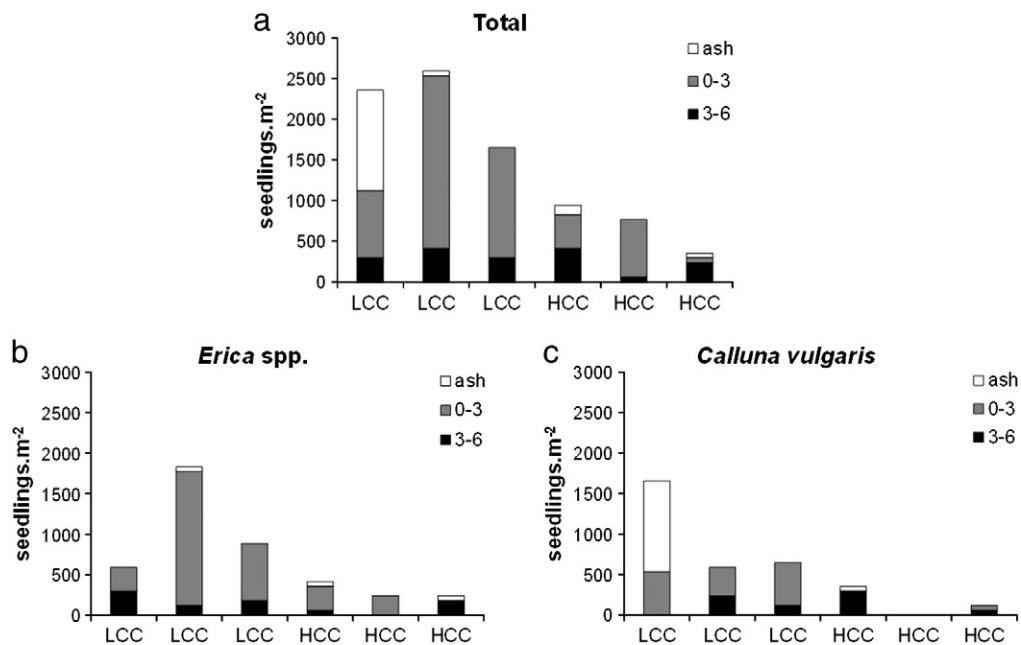 a
Total
3000
2500
2000
1500
1000
500
0
seedlings.m⁻²
ash
0-3
3-6
LCC LCC LCC HCC HCC HCC
b
Erica spp.
3000
2500
2000
1500
1000
500
0
seedlings.m⁻²
ash
0-3
3-6
LCC LCC LCC HCC HCC HCC
c
Calluna vulgaris
3000
2500
2000
1500
1000
500
0
seedlings.m⁻²
ash
0-3
3-6
LCC LCC LCC HCC HCC HCC